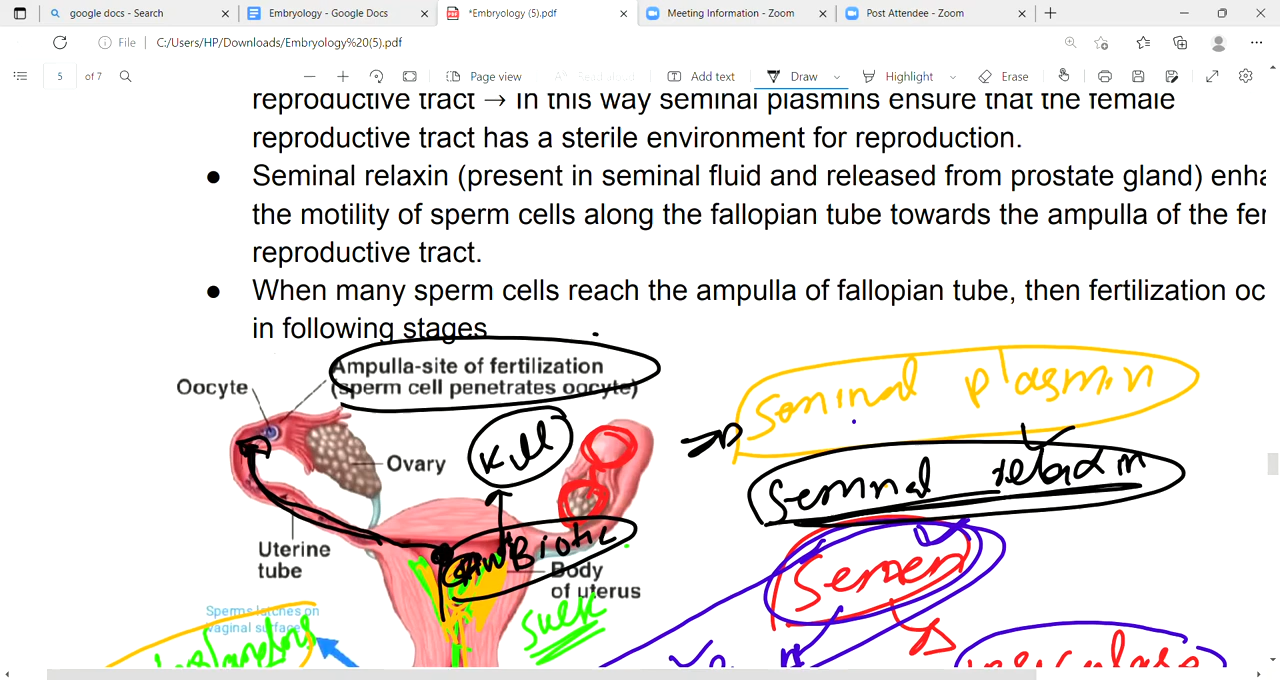 google docs - Search
Embryology - Google Docs
*Embryology (5).pdf
Meeting Information - Zoom
Post Attendee - Zoom
File
C:/Users/HP/Downloads/Embryology%20(5).pdf
5 of 7
Page view
Read aloud
Add text
Draw
Highlight
Erase
reproductive tract → In this way seminal plasmins ensure that the female
reproductive tract has a sterile environment for reproduction.
● Seminal relaxin (present in seminal fluid and released from prostate gland) enha
the motility of sperm cells along the fallopian tube towards the ampulla of the fer
reproductive tract.
● When many sperm cells reach the ampulla of fallopian tube, then fertilization oc
in following stages
Ampulla-site of fertilization
(sperm cell penetrates oocyte)
Oocyte
Ovary
Kill
Seminal plasmin
Seminal relaxin
Biotic
Semen
Uterine
tube
Body
of uterus
Sperms latches on
vaginal surface
Suck